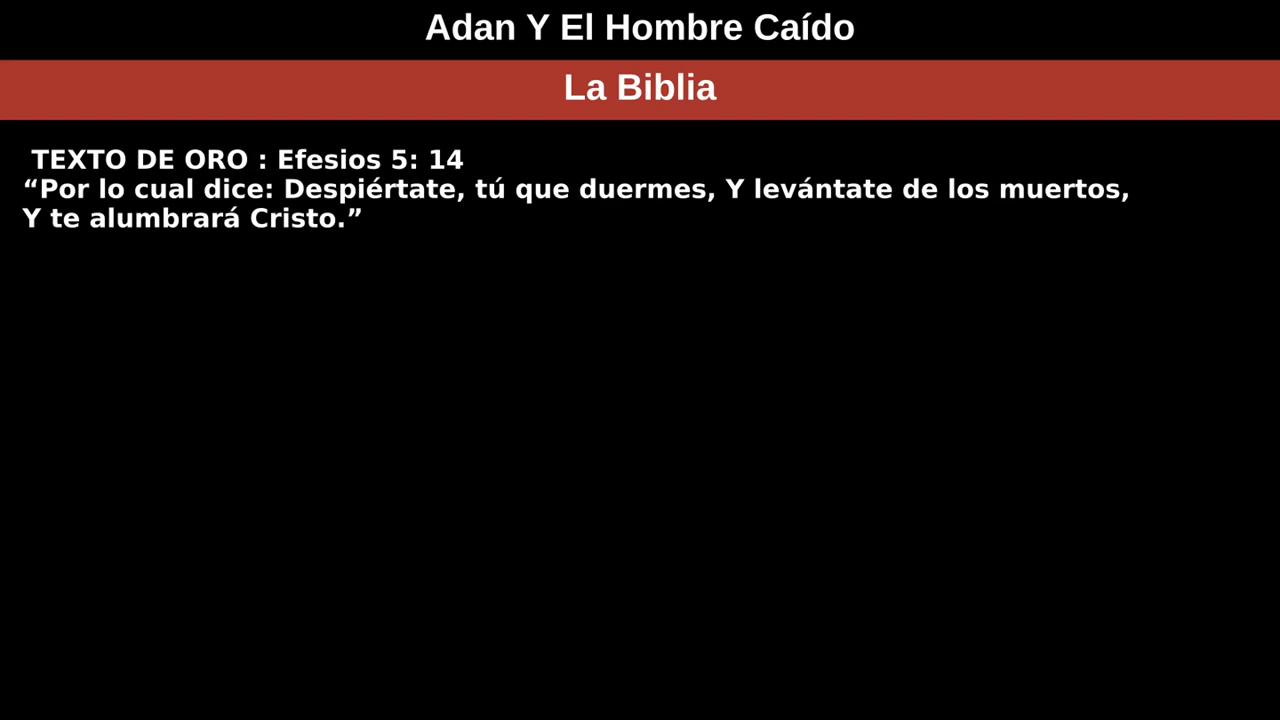 Adan Y El Hombre Caído
La Biblia
TEXTO DE ORO : Efesios 5: 14
“Por lo cual dice: Despiértate, tú que duermes, Y levántate de los muertos,
Y te alumbrará Cristo.”